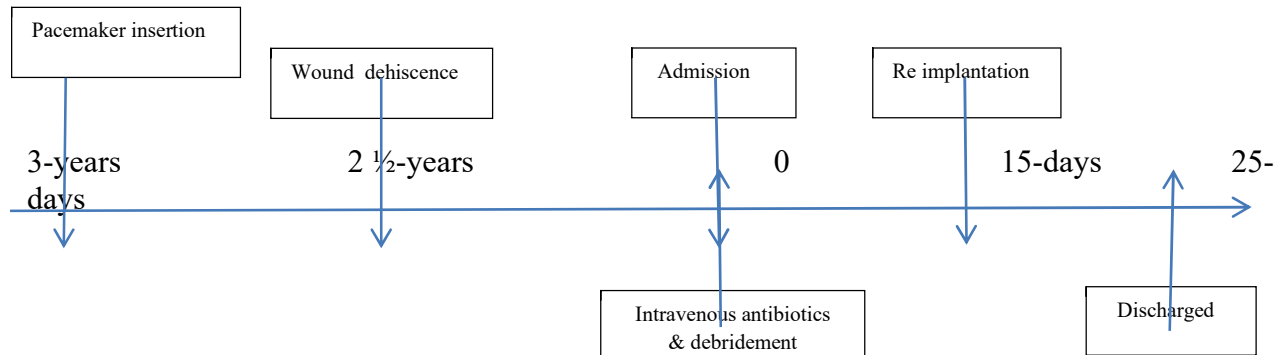 Pacemaker insertion
Wound dehiscence
Admission
Re implantation
3-years 2 ½-years 0 15-days 25-
days
Intravenous antibiotics
& debridement
Discharged